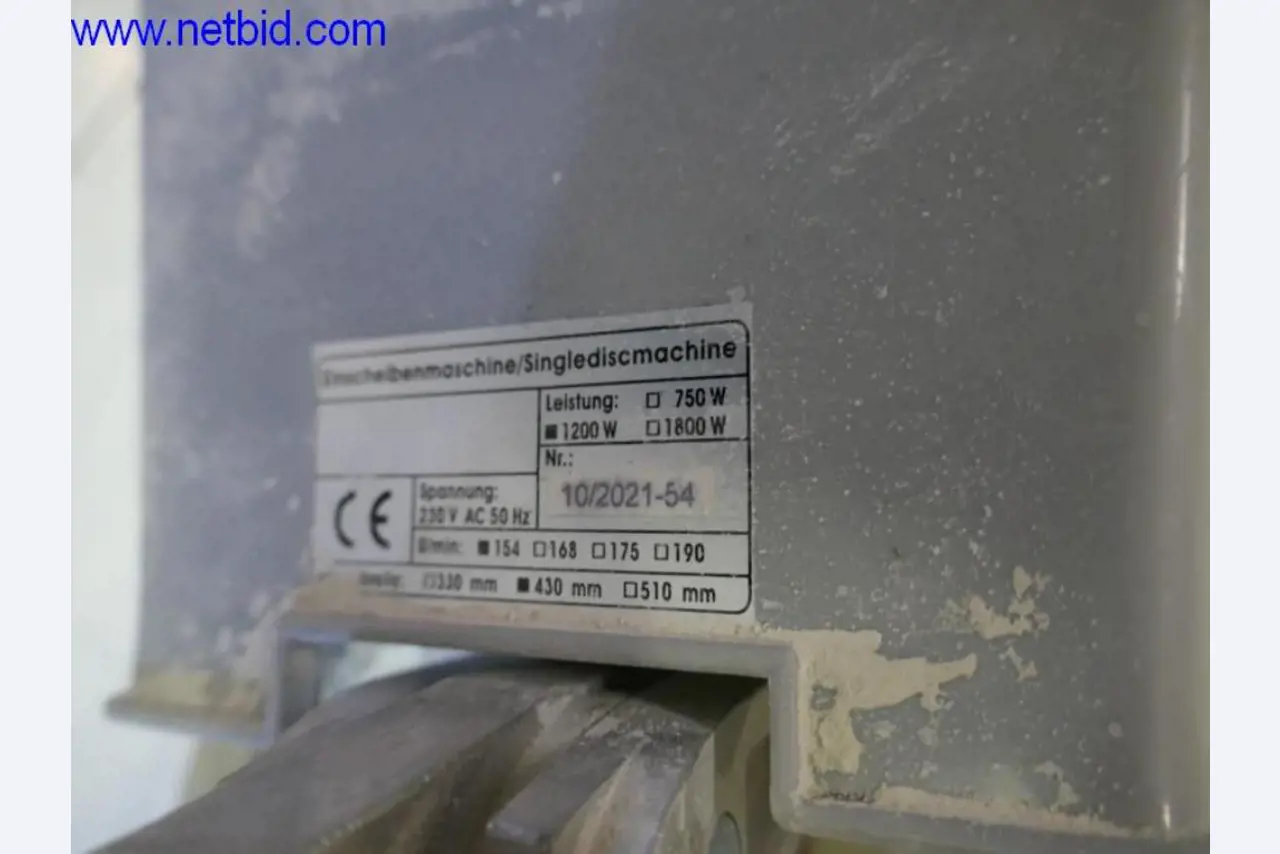 www.netbid.com
Einscheibenmaschine/Singlediscmachine
Leistung: ☐ 750 W
■ 1200 W ☐ 1800 W
Nr.:
10/2021-54
CE
Spannung:
230 V AC 50 Hz
U/min: ■ 154 ☐ 168 ☐ 175 ☐ 190
☐ 330 mm ■ 430 mm ☐ 510 mm